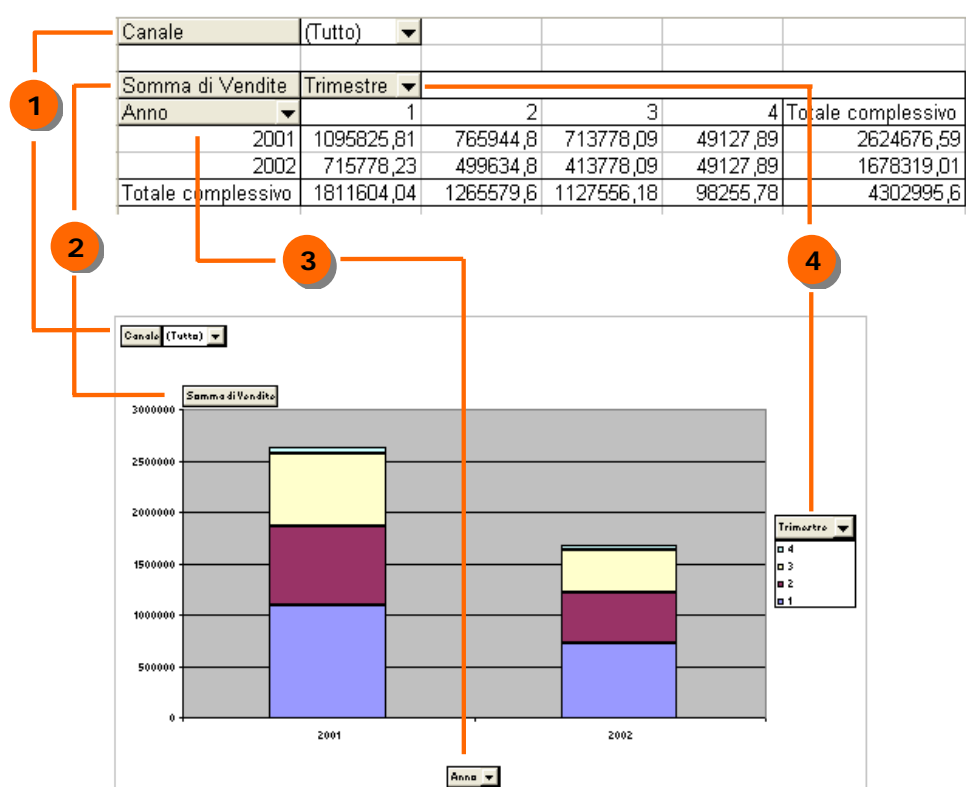 Canale (Tutto)
Somma di Vendite Trimestre
Anno 1 2 3 4 Totale complessivo
2001 1095825,81 765944,8 713778,09 49127,89 2624676,59
2002 715778,23 499634,8 413778,09 49127,89 1678319,01
Totale complessivo 1811604,04 1265579,6 1127556,18 98255,78 4302995,6
1
2
3
4
Canale (Tutto)
Somma di Vendite
3000000
2500000
2000000
1500000
1000000
500000
0
2001 2002
Trimestre
4
3
2
1
Anno